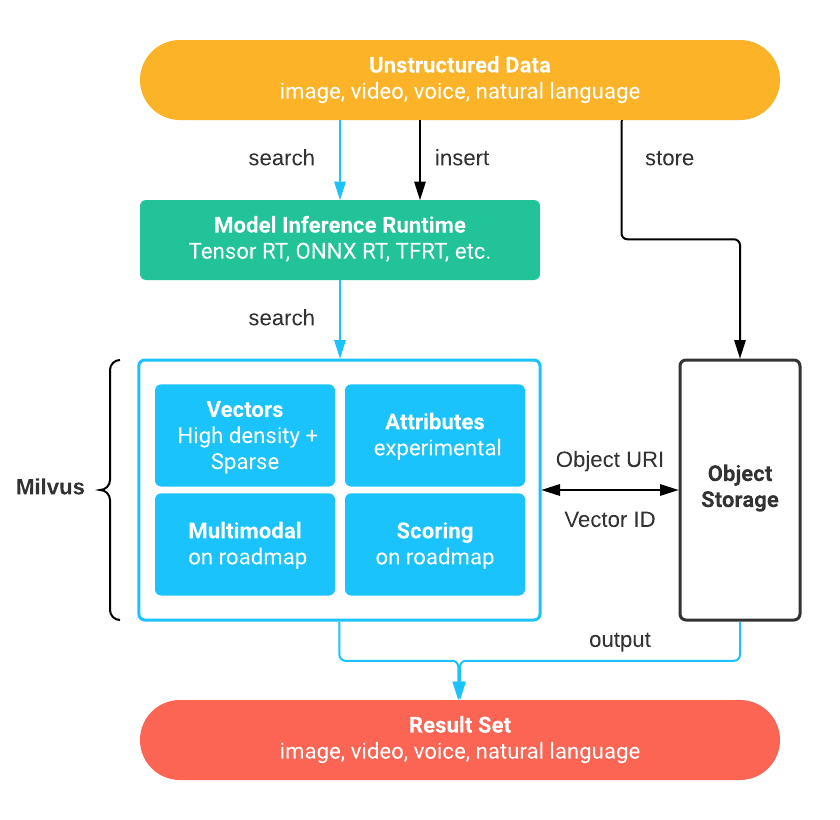 Unstructured Data
image, video, voice, natural language
search
insert
store
Model Inference Runtime
Tensor RT, ONNX RT, TFRT, etc.
search
Milvus
Vectors
High density +
Sparse
Attributes
experimental
Multimodal
on roadmap
Scoring
on roadmap
Object URI
Vector ID
Object
Storage
output
Result Set
image, video, voice, natural language